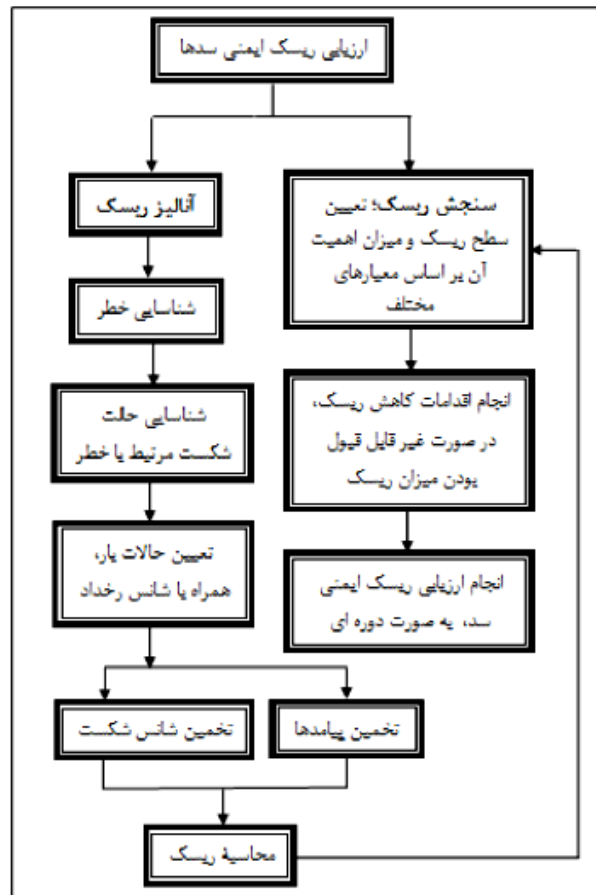 ارزیابی ریسک ایمنی سدها
آنالیز ریسک
شناسایی خطر
شناسایی حالت
شکست مرتبط با خطر
تعیین حالات بار،
همراه با شانس رخداد
تخمین شانس شکست
تخمین پیامدها
محاسبۀ ریسک
سنجش ریسک؛ تعیین
سطح ریسک و میزان اهمیت
آن بر اساس معیارهای
مختلف
انجام اقدامات کاهش ریسک،
در صورت غیر قابل قبول
بودن میزان ریسک
انجام ارزیابی ریسک ایمنی
سد، به صورت دوره ای